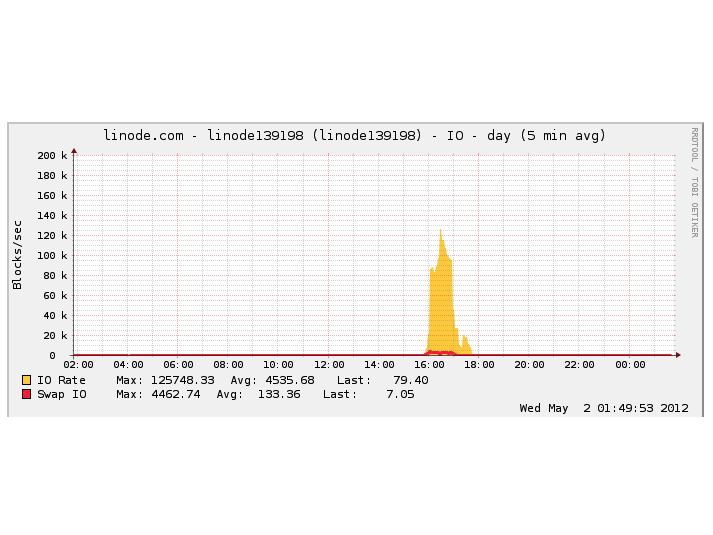 linode.com - linode139198 (linode139198) - IO - day (5 min avg)
RRDTOOL / TOBI OETIKER
Blocks/sec
200 k
180 k
160 k
140 k
120 k
100 k
80 k
60 k
40 k
20 k
0
02:00 04:00 06:00 08:00 10:00 12:00 14:00 16:00 18:00 20:00 22:00 00:00
IO Rate Max: 125748.33 Avg: 4535.68 Last: 79.40
Swap IO Max: 4462.74 Avg: 133.36 Last: 7.05
Wed May 2 01:49:53 2012